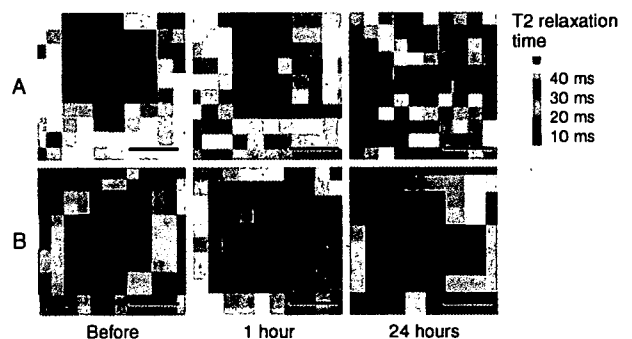 T2 relaxation
time
40 ms
30 ms
20 ms
10 ms
A
B
Before
1 hour
24 hours